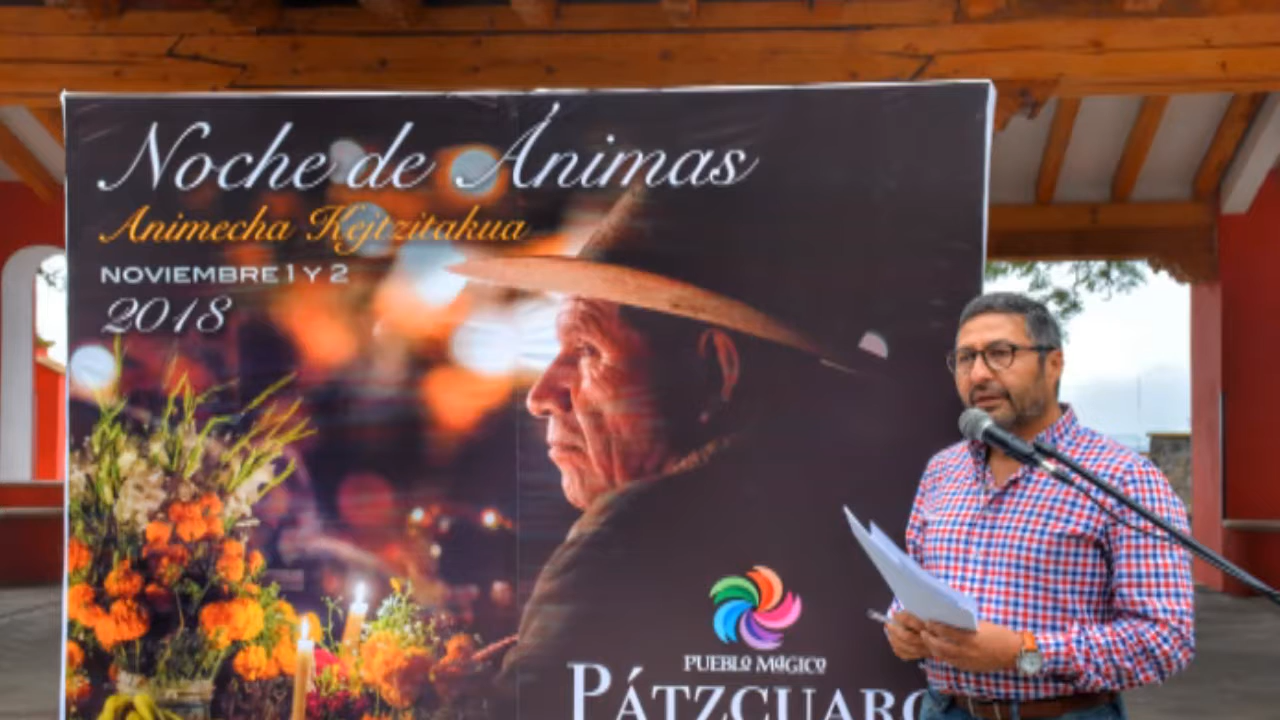 Noche de Ánimas
Animecha Kejtzitakua
NOVIEMBRE 1 Y 2
2018
PUEBLO MáGICO
PÁTZCUARO